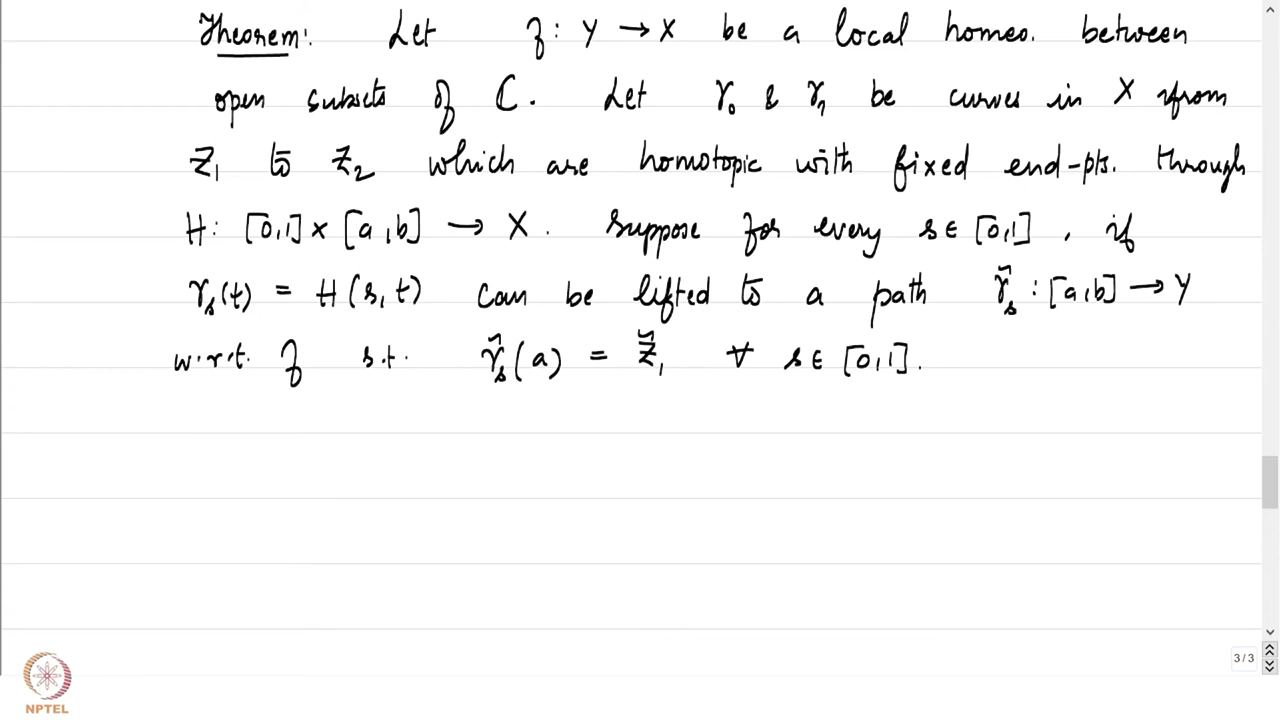 Theorem: Let f : Y → X be a local homeo. between
open subsets of ℂ. Let γ₀ & γ₁ be curves in X from
z₁ to z₂ which are homotopic with fixed end-pts. through
H: [0,1] × [a,b] → X. Suppose for every s ∈ [0,1], if
γₛ(t) = H(s,t) can be lifted to a path γ̃ₛ : [a,b] → Y
w.r.t. f s.t. γ̃ₛ(a) = z̃₁ ∀ s ∈ [0,1].
3 / 3
NPTEL